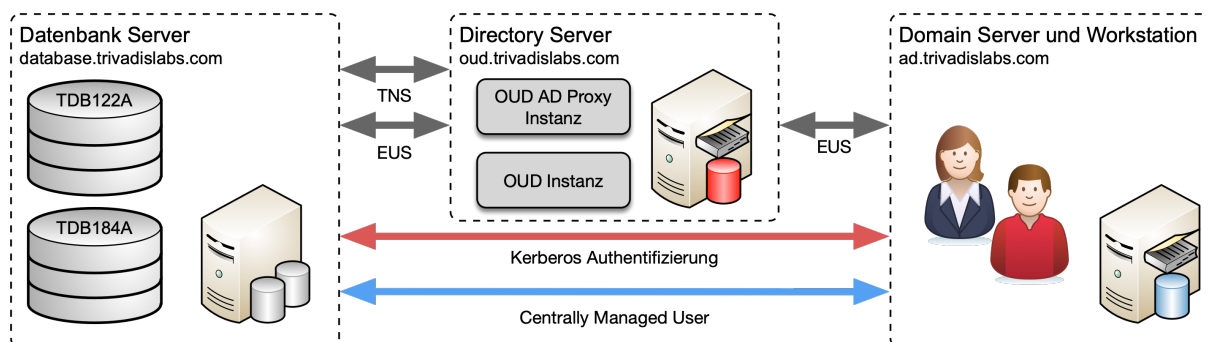 Datenbank Server
database.trivadislabs.com
TDB122A
TDB184A
TNS
EUS
Directory Server
oud.trivadislabs.com
OUD AD Proxy
Instanz
OUD Instanz
EUS
Kerberos Authentifizierung
Centrally Managed User
Domain Server und Workstation
ad.trivadislabs.com